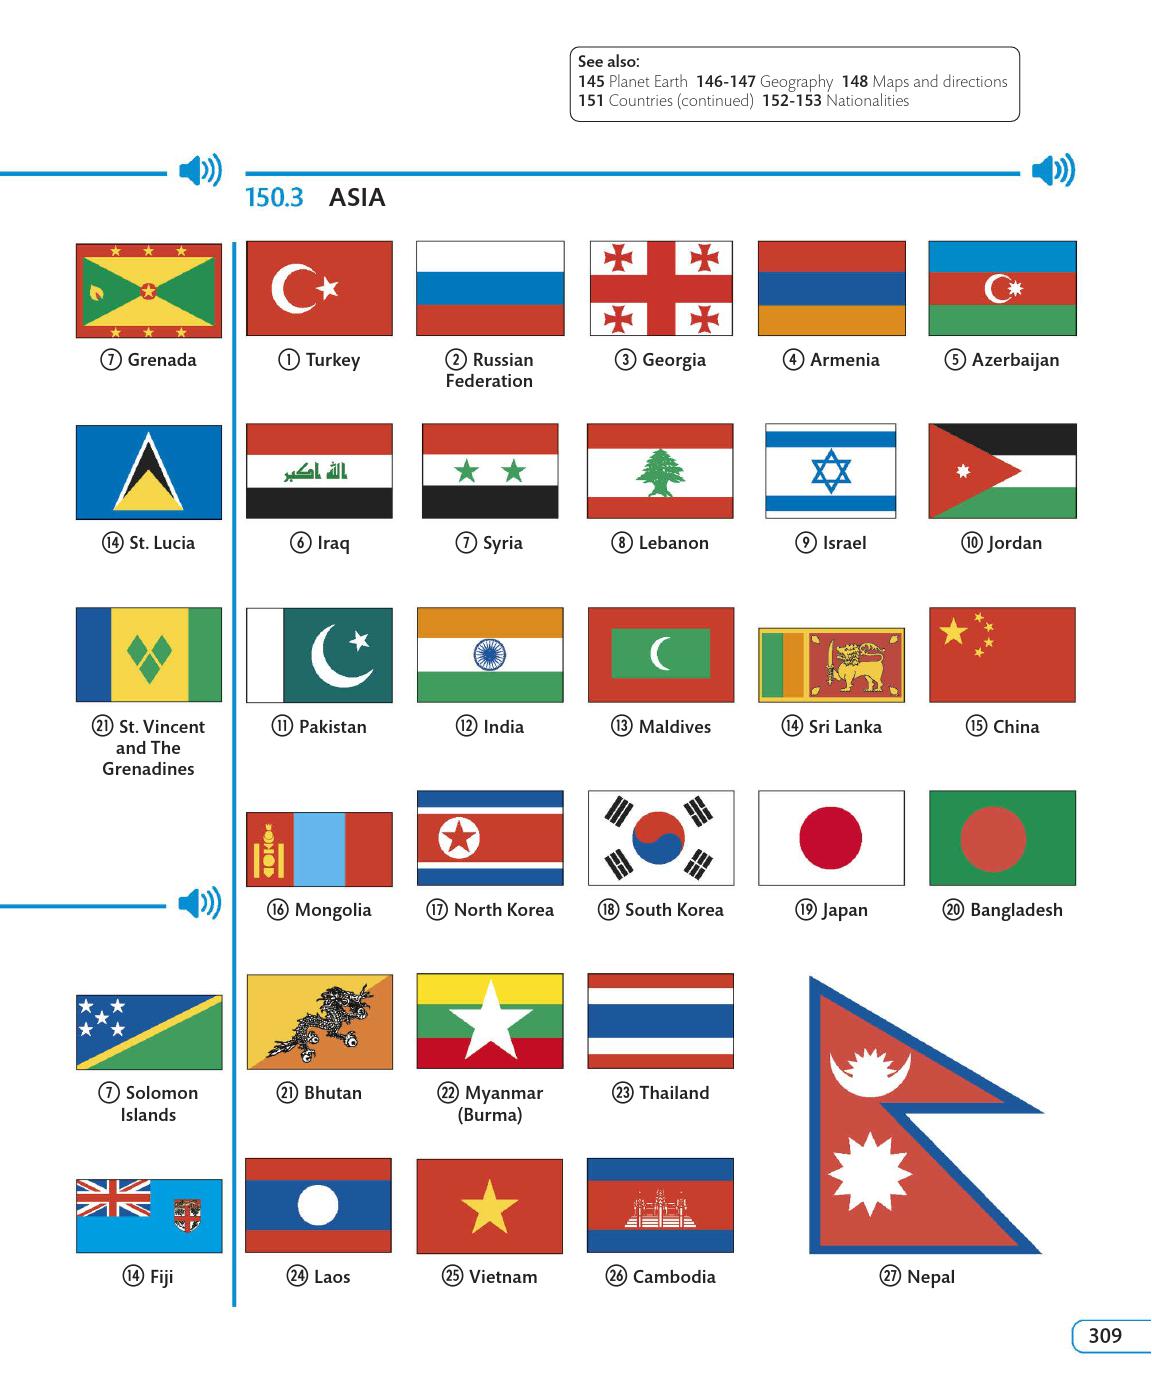 See also:
145 Planet Earth 146-147 Geography 148 Maps and directions
151 Countries (continued) 152-153 Nationalities
150.3 ASIA
⑦ Grenada
⑭ St. Lucia
㉑ St. Vincent
and The
Grenadines
⑦ Solomon
Islands
⑭ Fiji
① Turkey
② Russian
Federation
③ Georgia
④ Armenia
⑤ Azerbaijan
الله اكبر
⑥ Iraq
⑦ Syria
⑧ Lebanon
⑨ Israel
⑩ Jordan
⑪ Pakistan
⑫ India
⑬ Maldives
⑭ Sri Lanka
⑮ China
⑯ Mongolia
⑰ North Korea
⑱ South Korea
⑲ Japan
⑳ Bangladesh
㉑ Bhutan
㉒ Myanmar
(Burma)
㉓ Thailand
㉔ Laos
㉕ Vietnam
㉖ Cambodia
㉗ Nepal
309